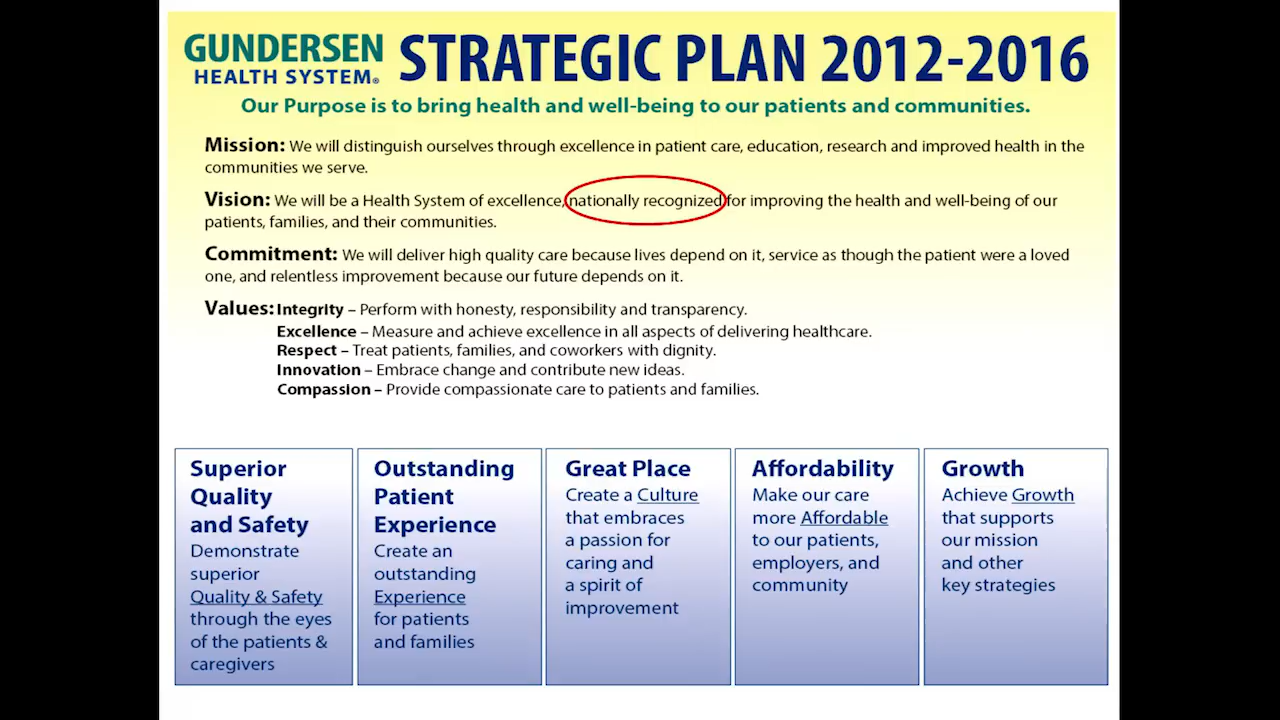 GUNDERSEN
HEALTH SYSTEM®
STRATEGIC PLAN 2012-2016
Our Purpose is to bring health and well-being to our patients and communities.
Mission: We will distinguish ourselves through excellence in patient care, education, research and improved health in the
communities we serve.
Vision: We will be a Health System of excellence, nationally recognized for improving the health and well-being of our
patients, families, and their communities.
Commitment: We will deliver high quality care because lives depend on it, service as though the patient were a loved
one, and relentless improvement because our future depends on it.
Values: Integrity – Perform with honesty, responsibility and transparency.
Excellence – Measure and achieve excellence in all aspects of delivering healthcare.
Respect – Treat patients, families, and coworkers with dignity.
Innovation – Embrace change and contribute new ideas.
Compassion – Provide compassionate care to patients and families.
Superior
Quality
and Safety
Demonstrate
superior
Quality & Safety
through the eyes
of the patients &
caregivers
Outstanding
Patient
Experience
Create an
outstanding
Experience
for patients
and families
Great Place
Create a Culture
that embraces
a passion for
caring and
a spirit of
improvement
Affordability
Make our care
more Affordable
to our patients,
employers, and
community
Growth
Achieve Growth
that supports
our mission
and other
key strategies